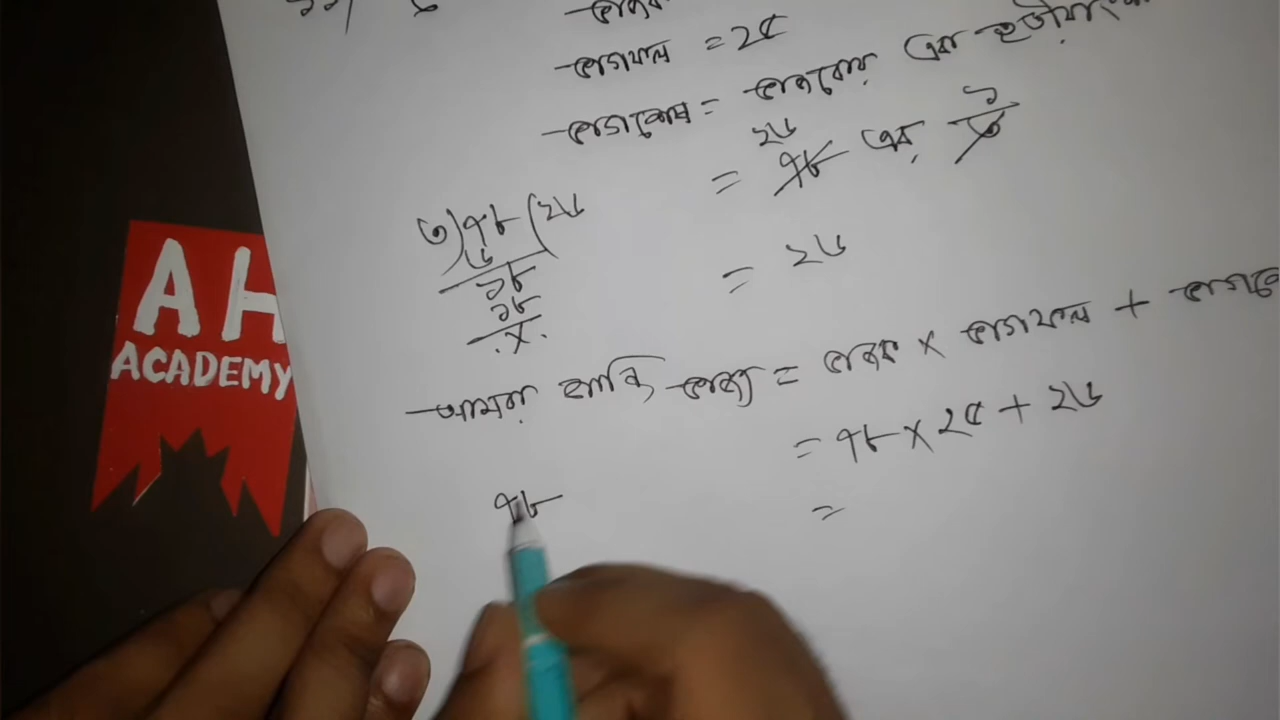 ভাগফল = ২৫
ভাগশেষ = ভাজকের এক তৃতীয়াংশ
= ৭৮ এর ১/৩
২৬
= ২৬
৩)৭৮(২৬
৬
১৮
১৮
×
আমরা জানি, ভাজ্য = ভাজক × ভাগফল + ভাগশে
= ৭৮ × ২৫ + ২৬
=
৭৮
AH
ACADEMY